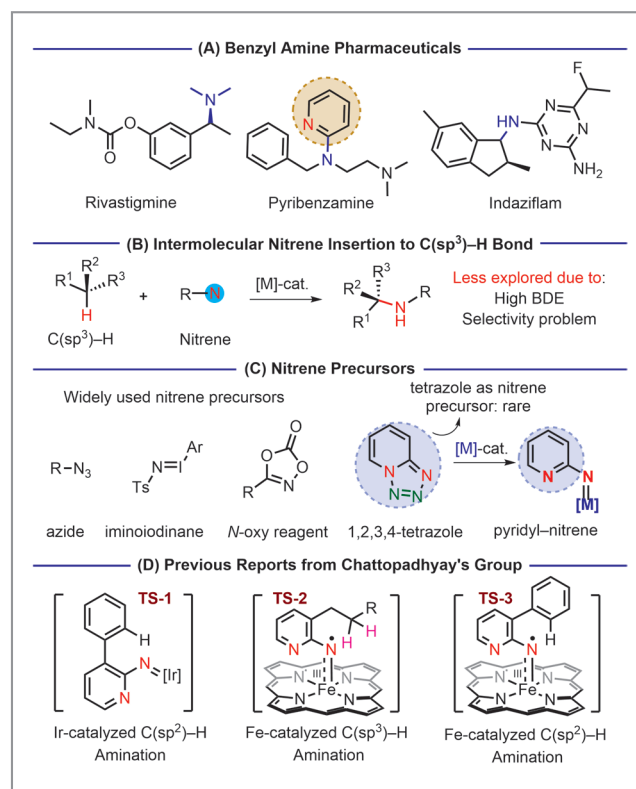 (A) Benzyl Amine Pharmaceuticals
N
O
O
N
Rivastigmine
N
N
N
Pyribenzamine
F
HN
N
N
N
NH2
Indaziflam
(B) Intermolecular Nitrene Insertion to C(sp3)–H Bond
R1
R2
R3
H
C(sp3)–H
+
R
N
Nitrene
[M]-cat.
R3
R2
R1
N
H
R
Less explored due to:
High BDE
Selectivity problem
(C) Nitrene Precursors
Widely used nitrene precursors
tetrazole as nitrene
precursor: rare
R–N3
azide
Ar
N=I
Ts
iminoiodinane
O
O
O
N
R
N-oxy reagent
N
N
N
N
1,2,3,4-tetrazole
[M]-cat.
N
N
[M]
pyridyl–nitrene
(D) Previous Reports from Chattopadhyay's Group
TS-1
H
N
N
[Ir]
Ir-catalyzed C(sp2)–H
Amination
TS-2
R
H
H
N
N
III
N
N
N
N
Fe
Fe-catalyzed C(sp3)–H
Amination
TS-3
H
N
N
III
N
N
N
N
Fe
Fe-catalyzed C(sp2)–H
Amination